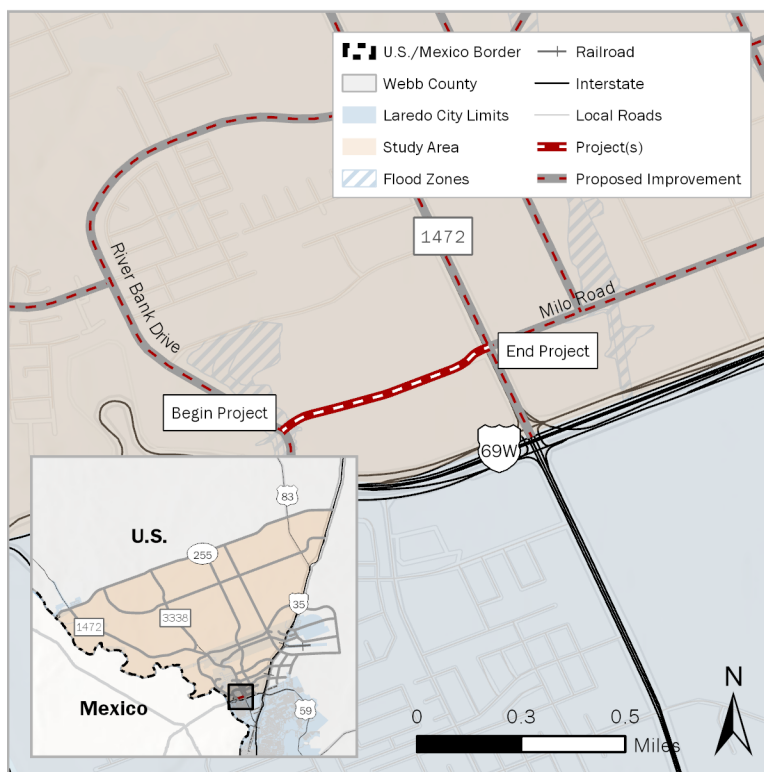 U.S./Mexico Border
Webb County
Laredo City Limits
Study Area
Flood Zones
Railroad
Interstate
Local Roads
Project(s)
Proposed Improvement
1472
River Bank Drive
Milo Road
End Project
Begin Project
69W
83
U.S.
255
35
1472
3338
Mexico
59
N
0 0.3 0.5
Miles